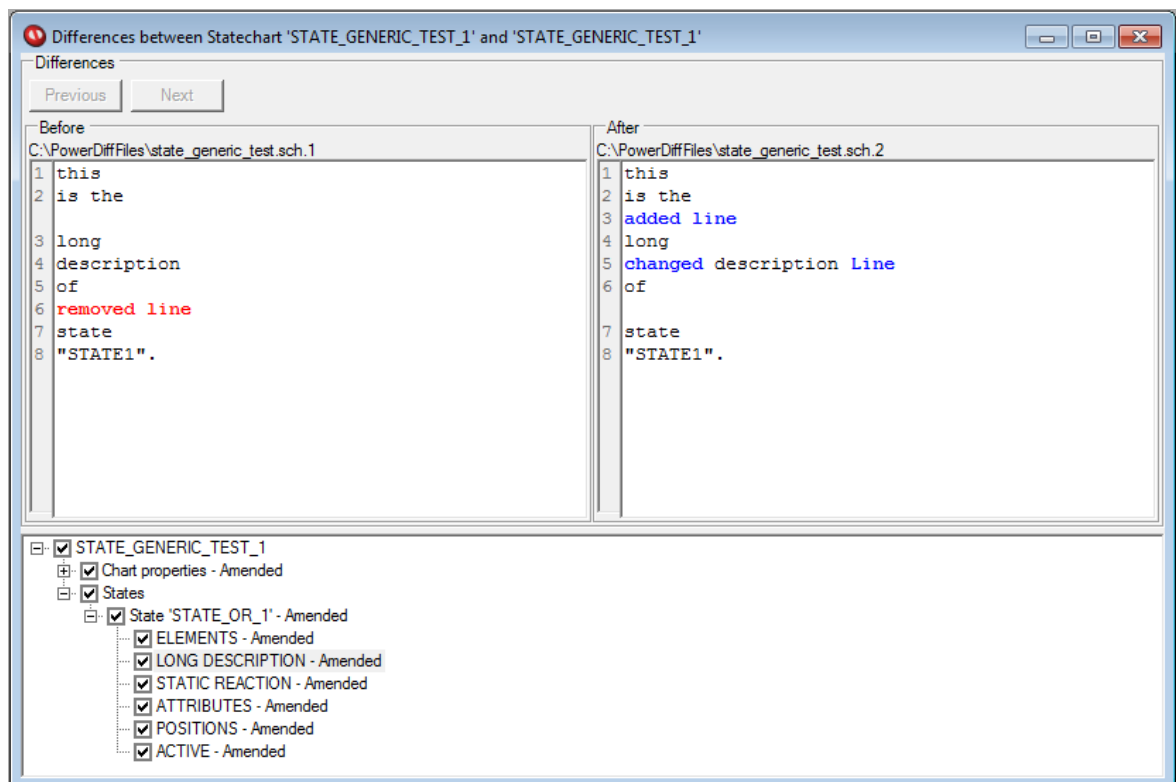 Differences between Statechart 'STATE_GENERIC_TEST_1' and 'STATE_GENERIC_TEST_1'
Differences
Previous Next
Before
C:\PowerDiffFiles\state_generic_test.sch.1
1 this
2 is the
3 long
4 description
5 of
6 removed line
7 state
8 "STATE1".
After
C:\PowerDiffFiles\state_generic_test.sch.2
1 this
2 is the
3 added line
4 long
5 changed description Line
6 of
7 state
8 "STATE1".
STATE_GENERIC_TEST_1
Chart properties - Amended
States
State 'STATE_OR_1' - Amended
ELEMENTS - Amended
LONG DESCRIPTION - Amended
STATIC REACTION - Amended
ATTRIBUTES - Amended
POSITIONS - Amended
ACTIVE - Amended